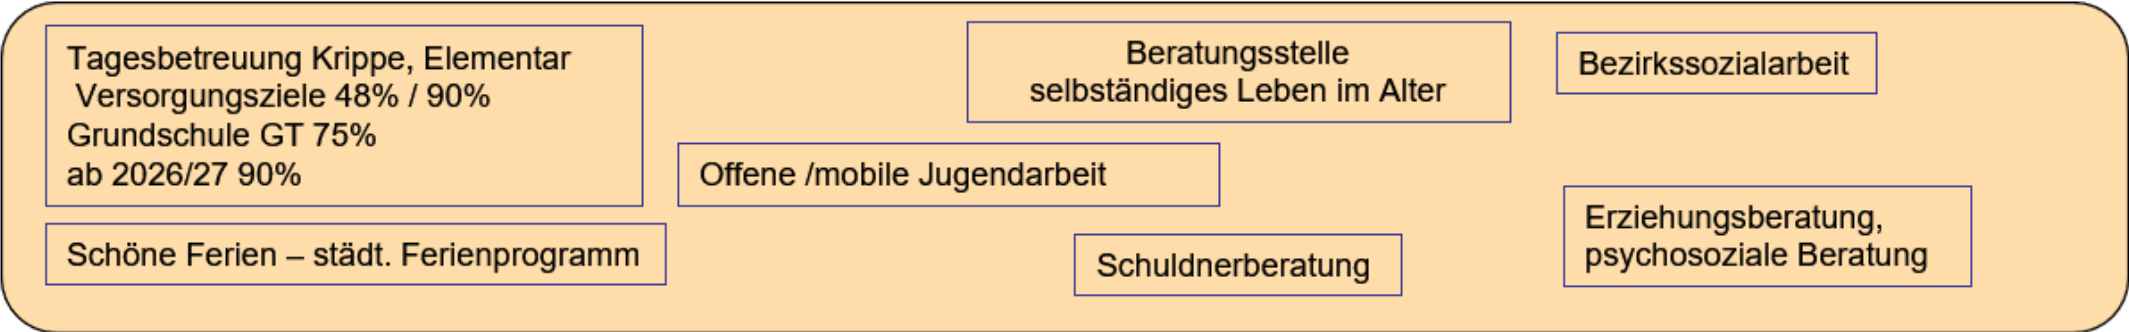 Tagesbetreuung Krippe, Elementar
Versorgungsziele 48% / 90%
Grundschule GT 75%
ab 2026/27 90%
Schöne Ferien – städt. Ferienprogramm
Offene /mobile Jugendarbeit
Beratungsstelle
selbständiges Leben im Alter
Schuldnerberatung
Bezirkssozialarbeit
Erziehungsberatung,
psychosoziale Beratung